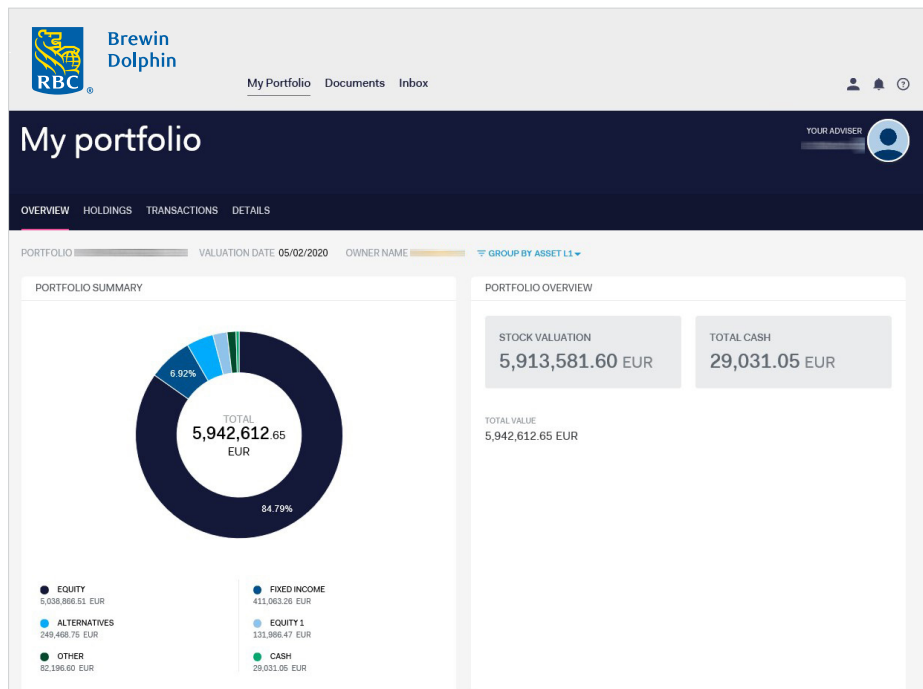 Brewin
Dolphin
RBC ®
My Portfolio Documents Inbox
My portfolio
YOUR ADVISER
OVERVIEW HOLDINGS TRANSACTIONS DETAILS
PORTFOLIO VALUATION DATE 05/02/2020 OWNER NAME GROUP BY ASSET L1
PORTFOLIO SUMMARY
6.92%
TOTAL
5,942,612.65
EUR
84.79%
EQUITY
5,038,866.51 EUR
FIXED INCOME
411,063.26 EUR
ALTERNATIVES
249,468.75 EUR
EQUITY 1
131,986.47 EUR
OTHER
82,196.60 EUR
CASH
29,031.05 EUR
PORTFOLIO OVERVIEW
STOCK VALUATION
5,913,581.60 EUR
TOTAL CASH
29,031.05 EUR
TOTAL VALUE
5,942,612.65 EUR